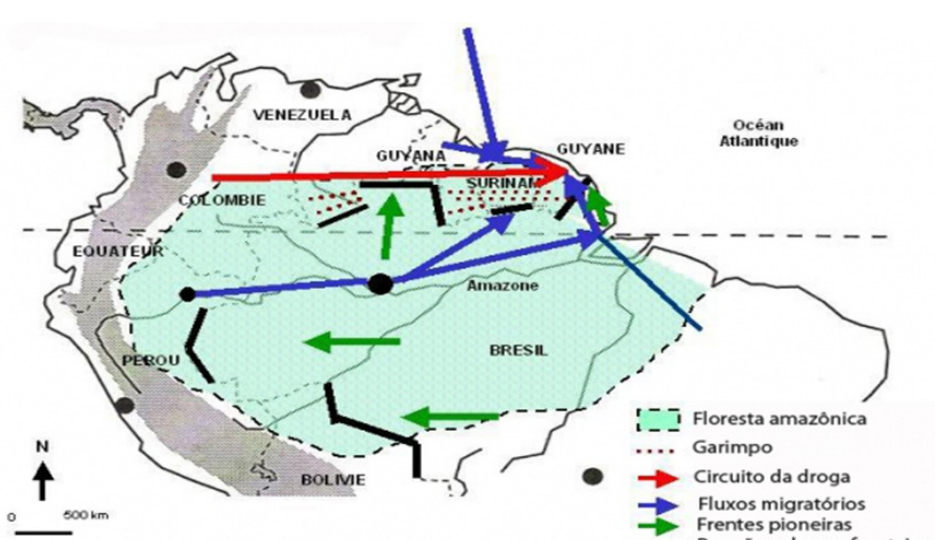 VENEZUELA
Océan
Atlantique
GUYANA
GUYANE
SURINAM
COLOMBIE
EQUATEUR
Amazone
PEROU
BRESIL
BOLIVIE
N
0 500 km
Floresta amazônica
Garimpo
Circuito da droga
Fluxos migratórios
Frentes pioneiras